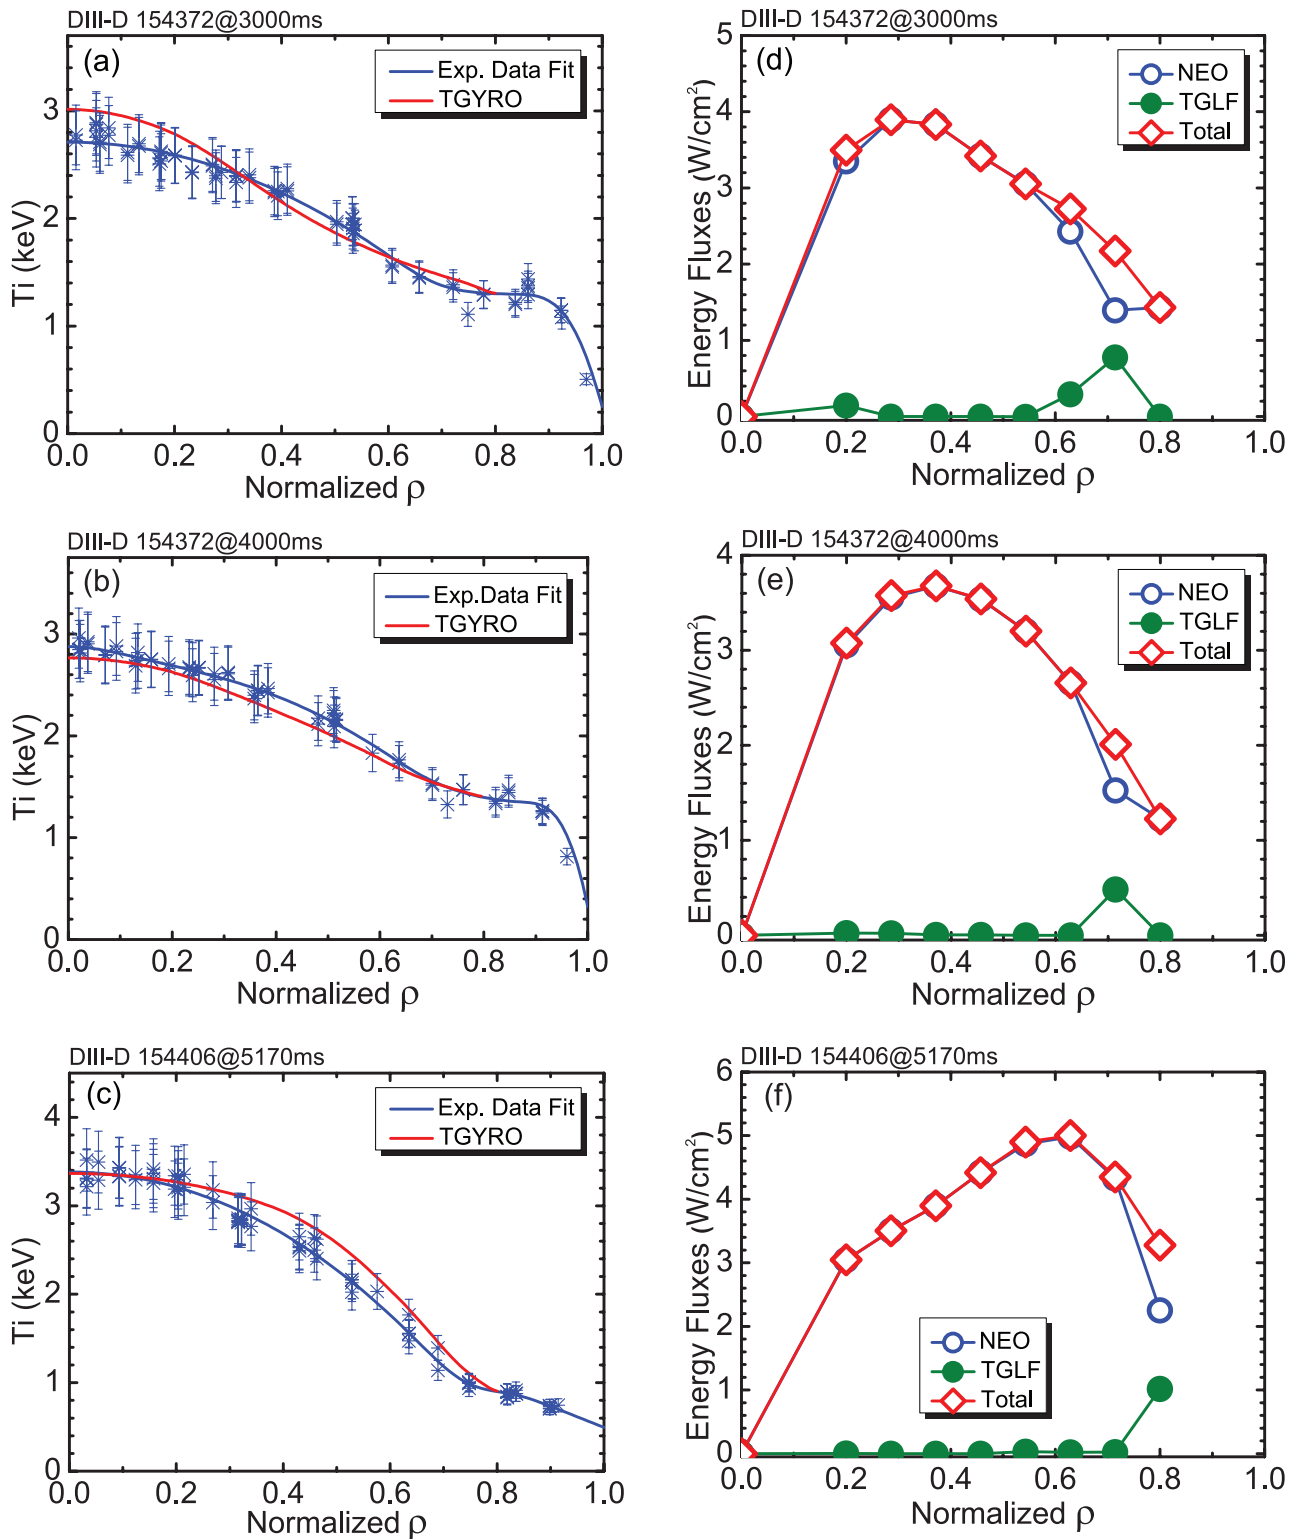 DIII-D 154372@3000ms
(a)
Exp. Data Fit
TGYRO
Ti (keV)
3
2
1
0
0.0 0.2 0.4 0.6 0.8 1.0
Normalized ρ
DIII-D 154372@3000ms
(d)
NEO
TGLF
Total
Energy Fluxes (W/cm²)
5
4
3
2
1
0
0.0 0.2 0.4 0.6 0.8 1.0
Normalized ρ
DIII-D 154372@4000ms
(b)
Exp.Data Fit
TGYRO
Ti (keV)
3
2
1
0
0.0 0.2 0.4 0.6 0.8 1.0
Normalized ρ
DIII-D 154372@4000ms
(e)
NEO
TGLF
Total
Energy Fluxes (W/cm²)
4
3
2
1
0
0.0 0.2 0.4 0.6 0.8 1.0
Normalized ρ
DIII-D 154406@5170ms
(c)
Exp. Data Fit
TGYRO
Ti (keV)
4
3
2
1
0
0.0 0.2 0.4 0.6 0.8 1.0
Normalized ρ
DIII-D 154406@5170ms
(f)
NEO
TGLF
Total
Energy Fluxes (W/cm²)
6
5
4
3
2
1
0
0.0 0.2 0.4 0.6 0.8 1.0
Normalized ρ